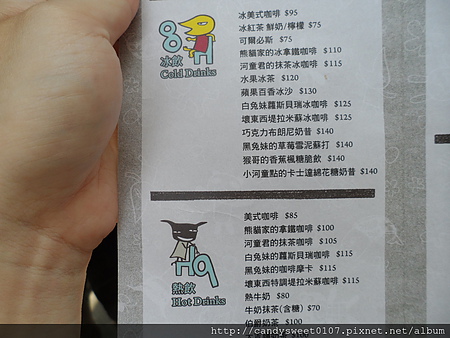 冰飲
Cold Drinks
冰美式咖啡 $95
冰紅茶 鮮奶/檸檬 $75
可爾必斯 $75
熊貓家的冰拿鐵咖啡 $110
河童君的抹茶冰咖啡 $115
水果冰茶 $120
蘋果百香冰沙 $130
白兔妹蘿斯貝瑞冰咖啡 $125
壞東西堤拉米蘇冰咖啡 $125
巧克力布朗尼奶昔 $140
黑兔妹的草莓雪泥蘇打 $140
猴哥的香蕉楓糖脆飲 $140
小河童點的卡士達綿花糖奶昔 $140
熱飲
Hot Drinks
美式咖啡 $85
熊貓家的拿鐵咖啡 $100
河童君的抹茶咖啡 $105
白兔妹的蘿斯貝瑞咖啡 $115
黑兔妹的咖啡摩卡 $115
壞東西特調堤拉米蘇咖啡 $115
熱牛奶 $80
牛奶抹茶(含糖) $70
伯爵奶茶 $100
http://candysweet0107.pixnet.net/album